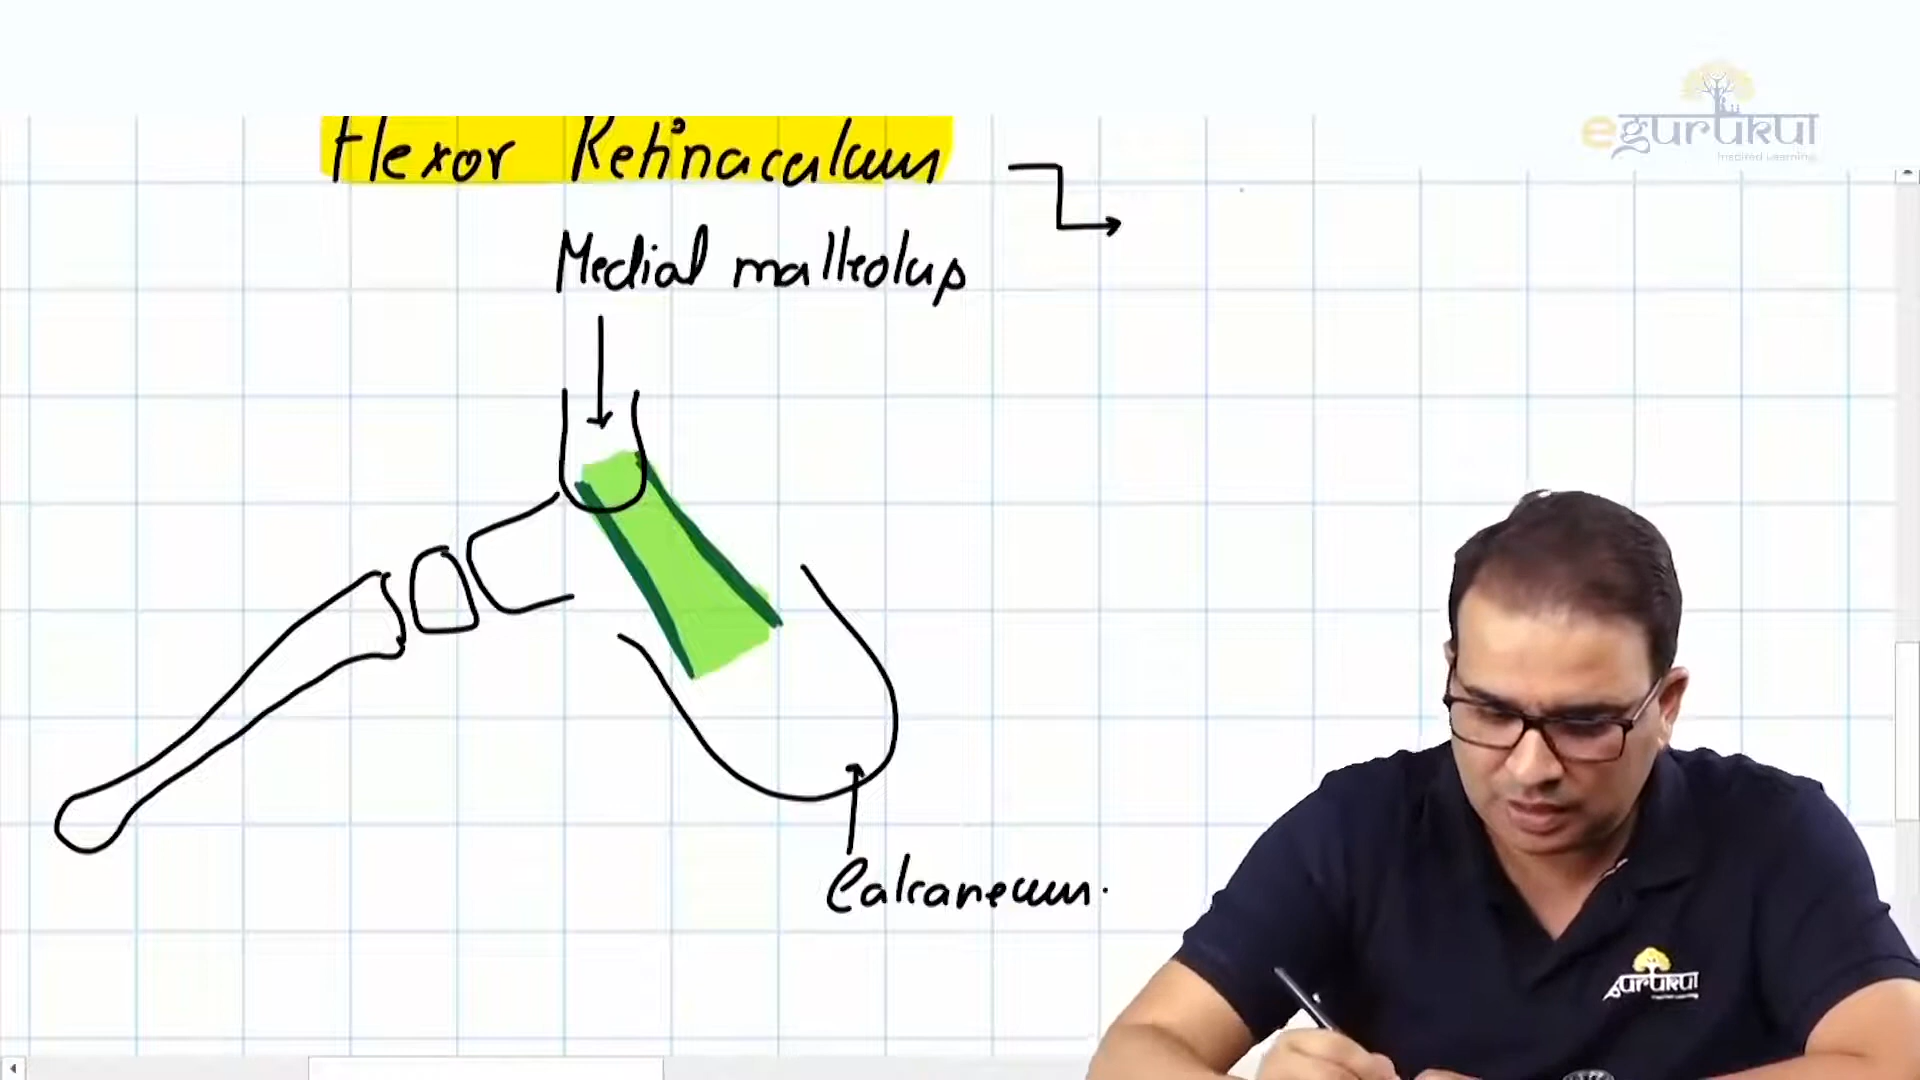 eGURUKUL
Inspired Learning
Flexor Retinaculum
Medial malleolus
Calcaneum.
GURUKUL